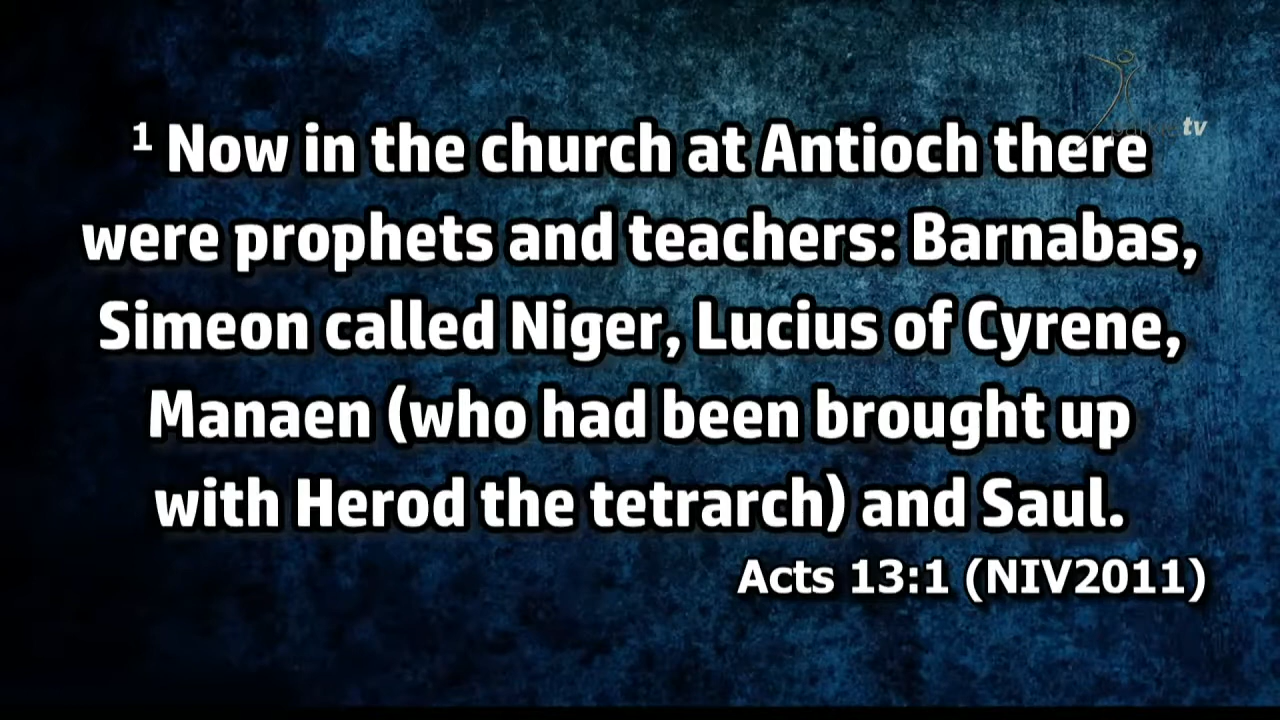 tv
¹ Now in the church at Antioch there
were prophets and teachers: Barnabas,
Simeon called Niger, Lucius of Cyrene,
Manaen (who had been brought up
with Herod the tetrarch) and Saul.
Acts 13:1 (NIV2011)